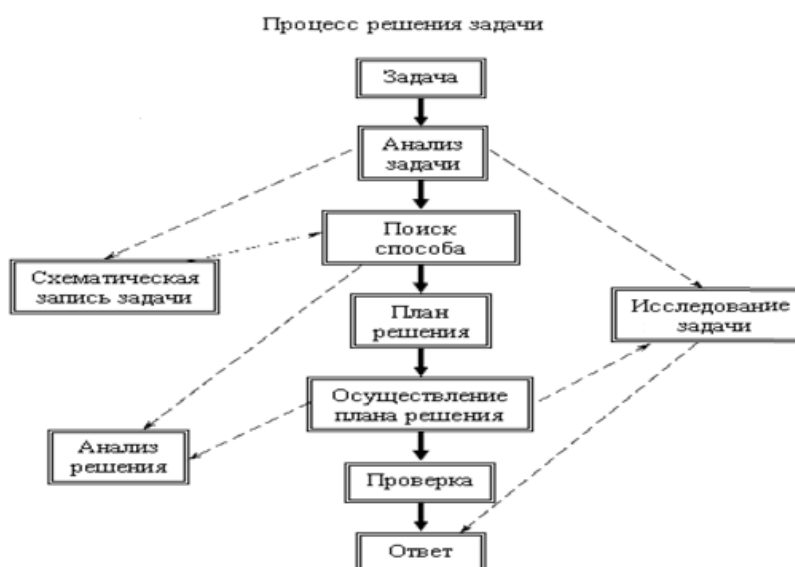 Процесс решения задачи
Задача
Анализ
задачи
Поиск
способа
Схематическая
запись задачи
План
решения
Исследование
задачи
Осуществление
плана решения
Анализ
решения
Проверка
Ответ